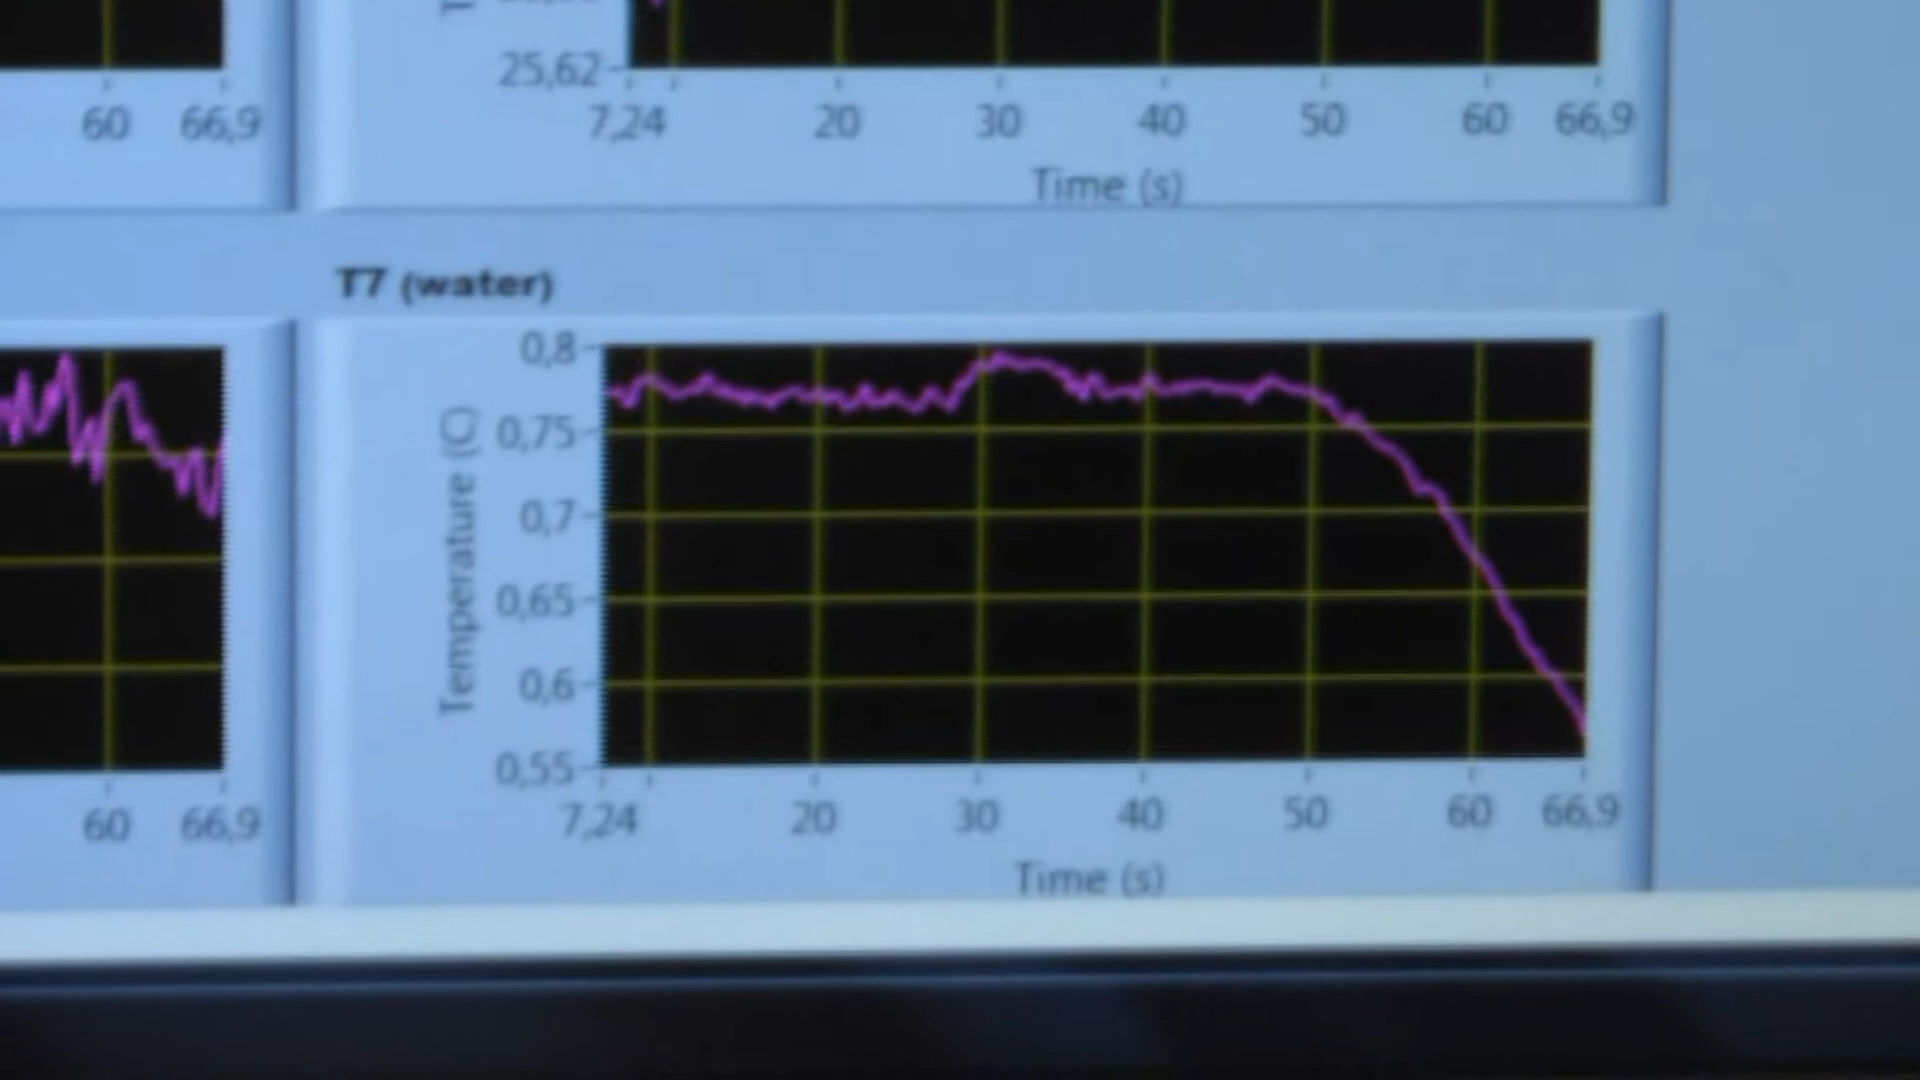 25,62
60 66,9
7,24 20 30 40 50 60 66,9
Time (s)
T7 (water)
0,8
0,75
0,7
0,65
0,6
0,55
Temperature (C)
60 66,9
7,24 20 30 40 50 60 66,9
Time (s)